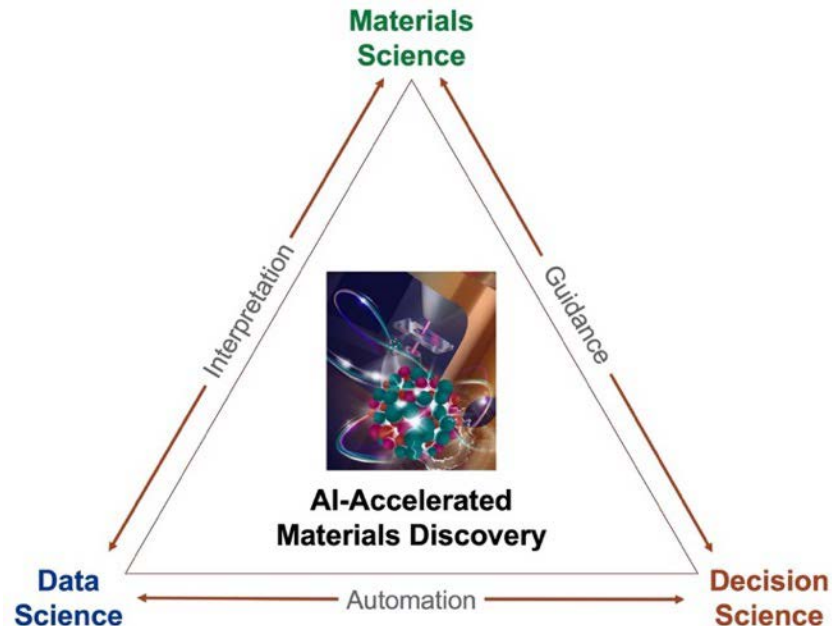 Materials
Science
Interpretation
Guidance
AI-Accelerated
Materials Discovery
Data
Science
Automation
Decision
Science